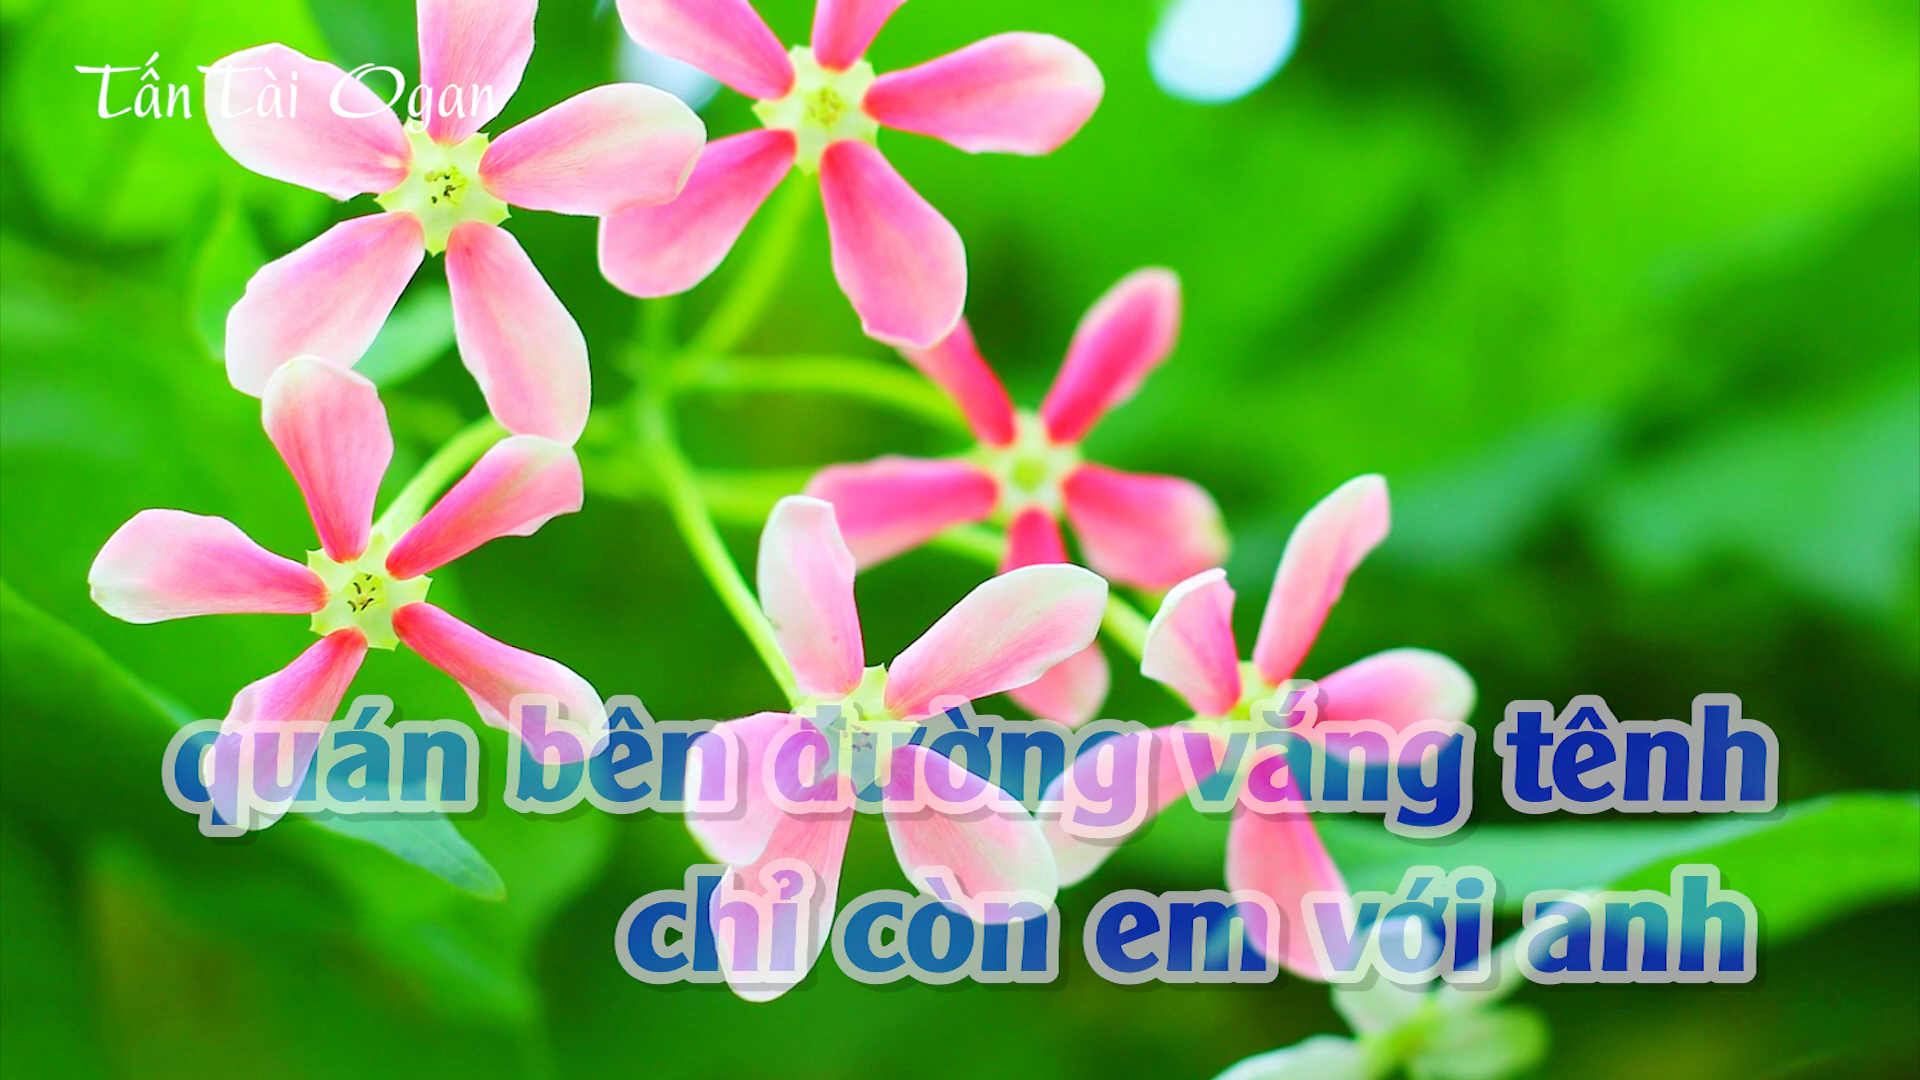 Tấn Tài Ogan
quán bên đường vắng tênh
chỉ còn em với anh